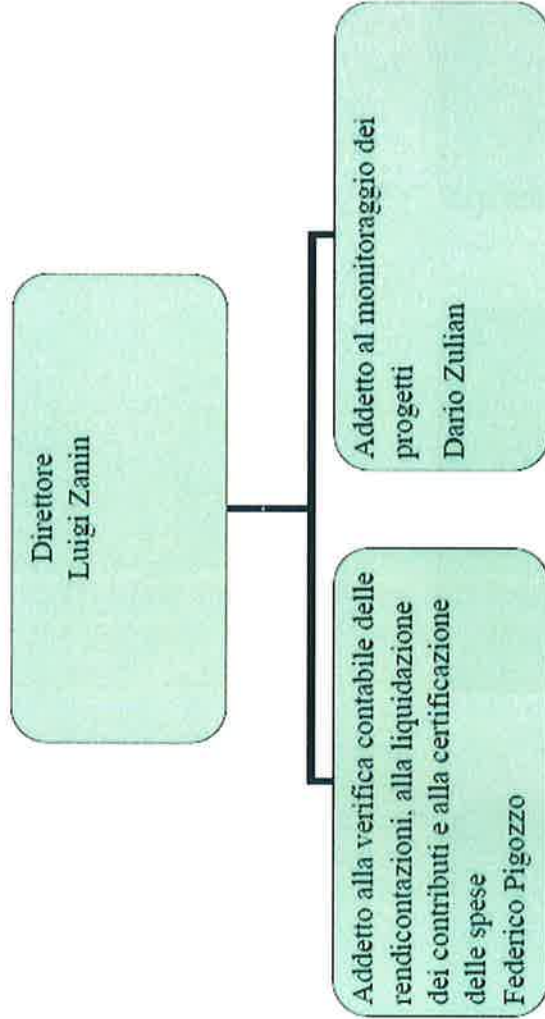 Direttore
Luigi Zanin
Addetto alla verifica contabile delle
rendicontazioni, alla liquidazione
dei contributi e alla certificazione
delle spese
Federico Pigozzo
Addetto al monitoraggio dei
progetti
Dario Zulian